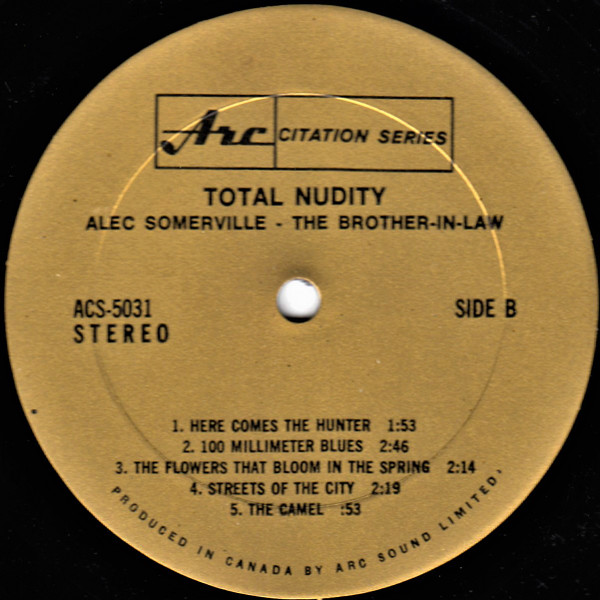 Arc CITATION SERIES
TOTAL NUDITY
ALEC SOMERVILLE - THE BROTHER-IN-LAW
ACS-5031 SIDE B
STEREO
1. HERE COMES THE HUNTER 1:53
2. 100 MILLIMETER BLUES 2:46
3. THE FLOWERS THAT BLOOM IN THE SPRING 2:14
4. STREETS OF THE CITY 2:19
5. THE CAMEL :53
PRODUCED IN CANADA BY ARC SOUND LIMITED.